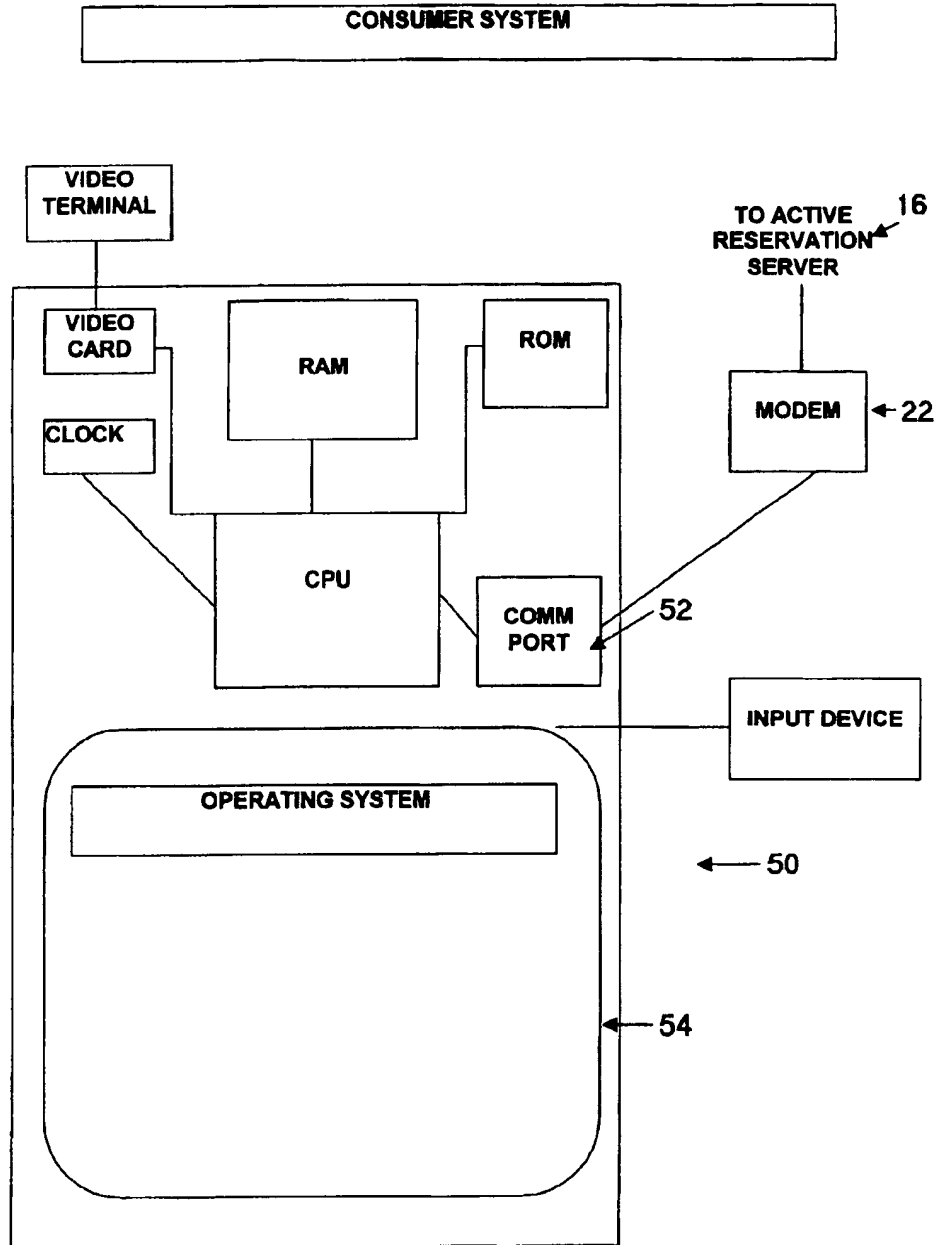 CONSUMER SYSTEM
VIDEO
TERMINAL
TO ACTIVE
RESERVATION
SERVER
16
VIDEO
CARD
RAM
ROM
MODEM
22
CLOCK
CPU
COMM
PORT
52
INPUT DEVICE
OPERATING SYSTEM
50
54